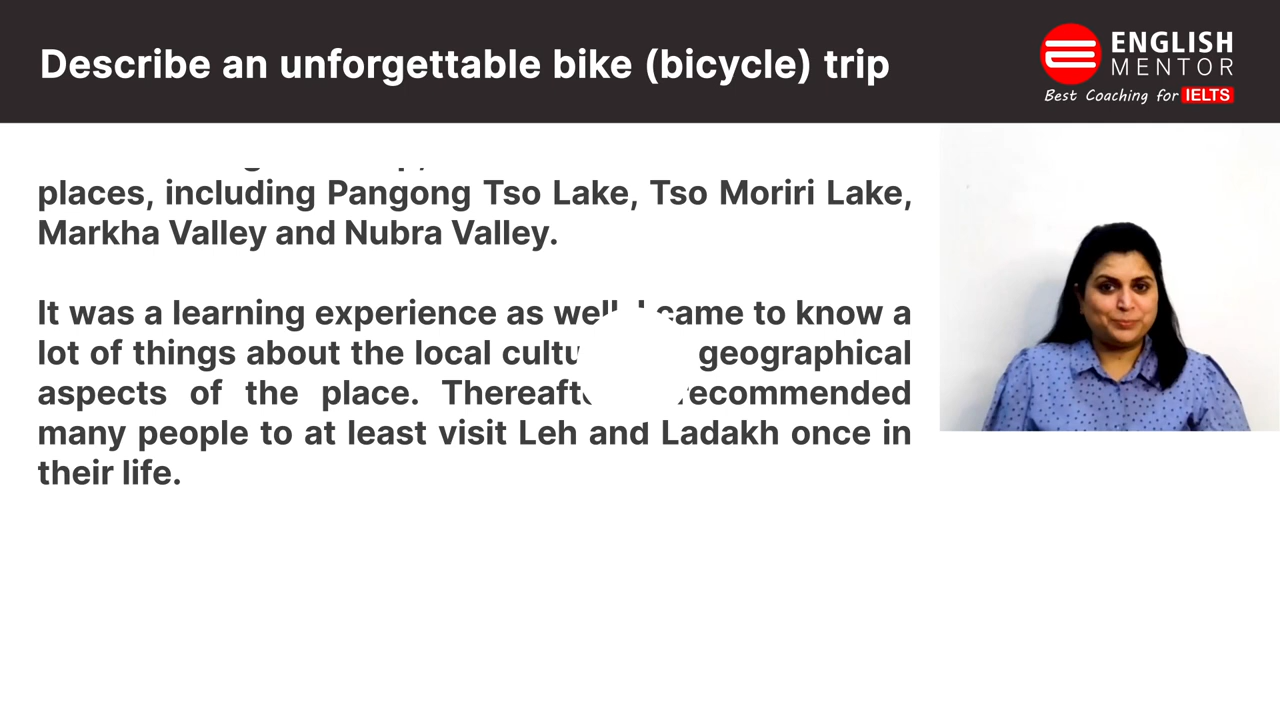 Describe an unforgettable bike (bicycle) trip
ENGLISH
MENTOR
Best Coaching for IELTS
places, including Pangong Tso Lake, Tso Moriri Lake,
Markha Valley and Nubra Valley.
It was a learning experience as well. I came to know a
lot of things about the local geographical
aspects of the place. recommended
many people to at least visit Leh and Ladakh once in
their life.